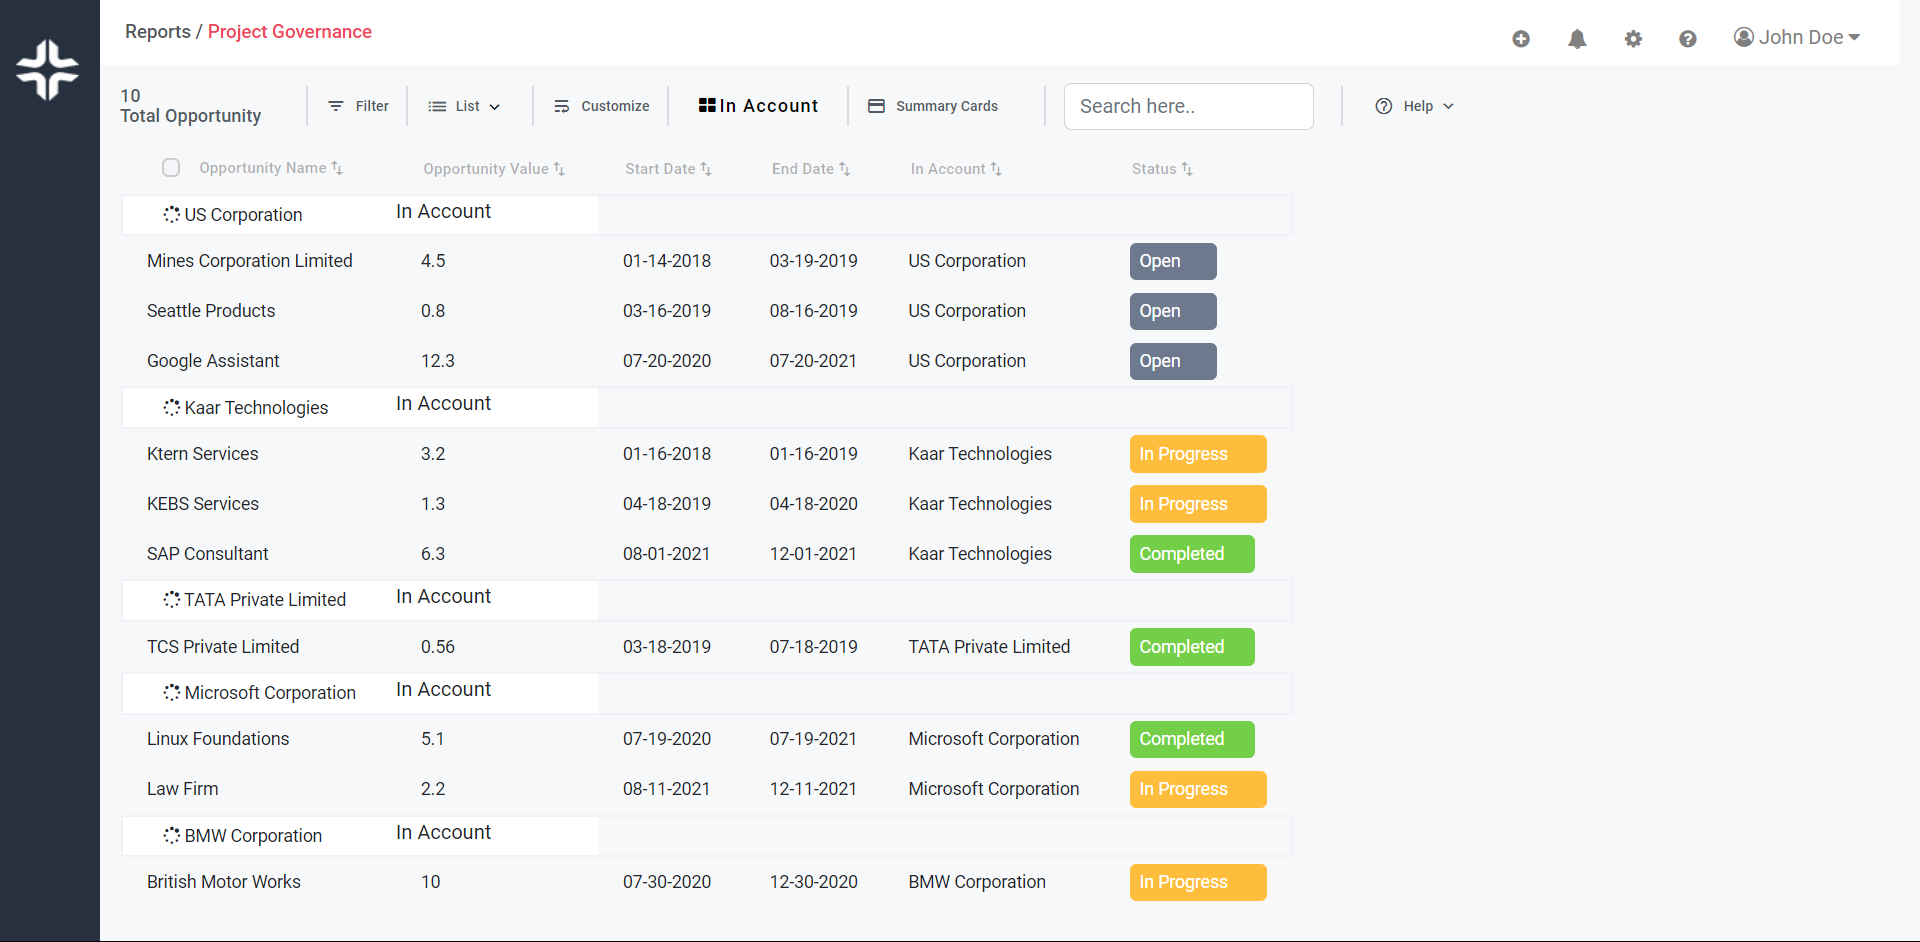 Reports / Project Governance
John Doe
10
Total Opportunity
Filter
List
Customize
In Account
Summary Cards
Search here..
Help
Opportunity Name Opportunity Value Start Date End Date In Account Status
US Corporation In Account
Mines Corporation Limited 4.5 01-14-2018 03-19-2019 US Corporation Open
Seattle Products 0.8 03-16-2019 08-16-2019 US Corporation Open
Google Assistant 12.3 07-20-2020 07-20-2021 US Corporation Open
Kaar Technologies In Account
Ktern Services 3.2 01-16-2018 01-16-2019 Kaar Technologies In Progress
KEBS Services 1.3 04-18-2019 04-18-2020 Kaar Technologies In Progress
SAP Consultant 6.3 08-01-2021 12-01-2021 Kaar Technologies Completed
TATA Private Limited In Account
TCS Private Limited 0.56 03-18-2019 07-18-2019 TATA Private Limited Completed
Microsoft Corporation In Account
Linux Foundations 5.1 07-19-2020 07-19-2021 Microsoft Corporation Completed
Law Firm 2.2 08-11-2021 12-11-2021 Microsoft Corporation In Progress
BMW Corporation In Account
British Motor Works 10 07-30-2020 12-30-2020 BMW Corporation In Progress